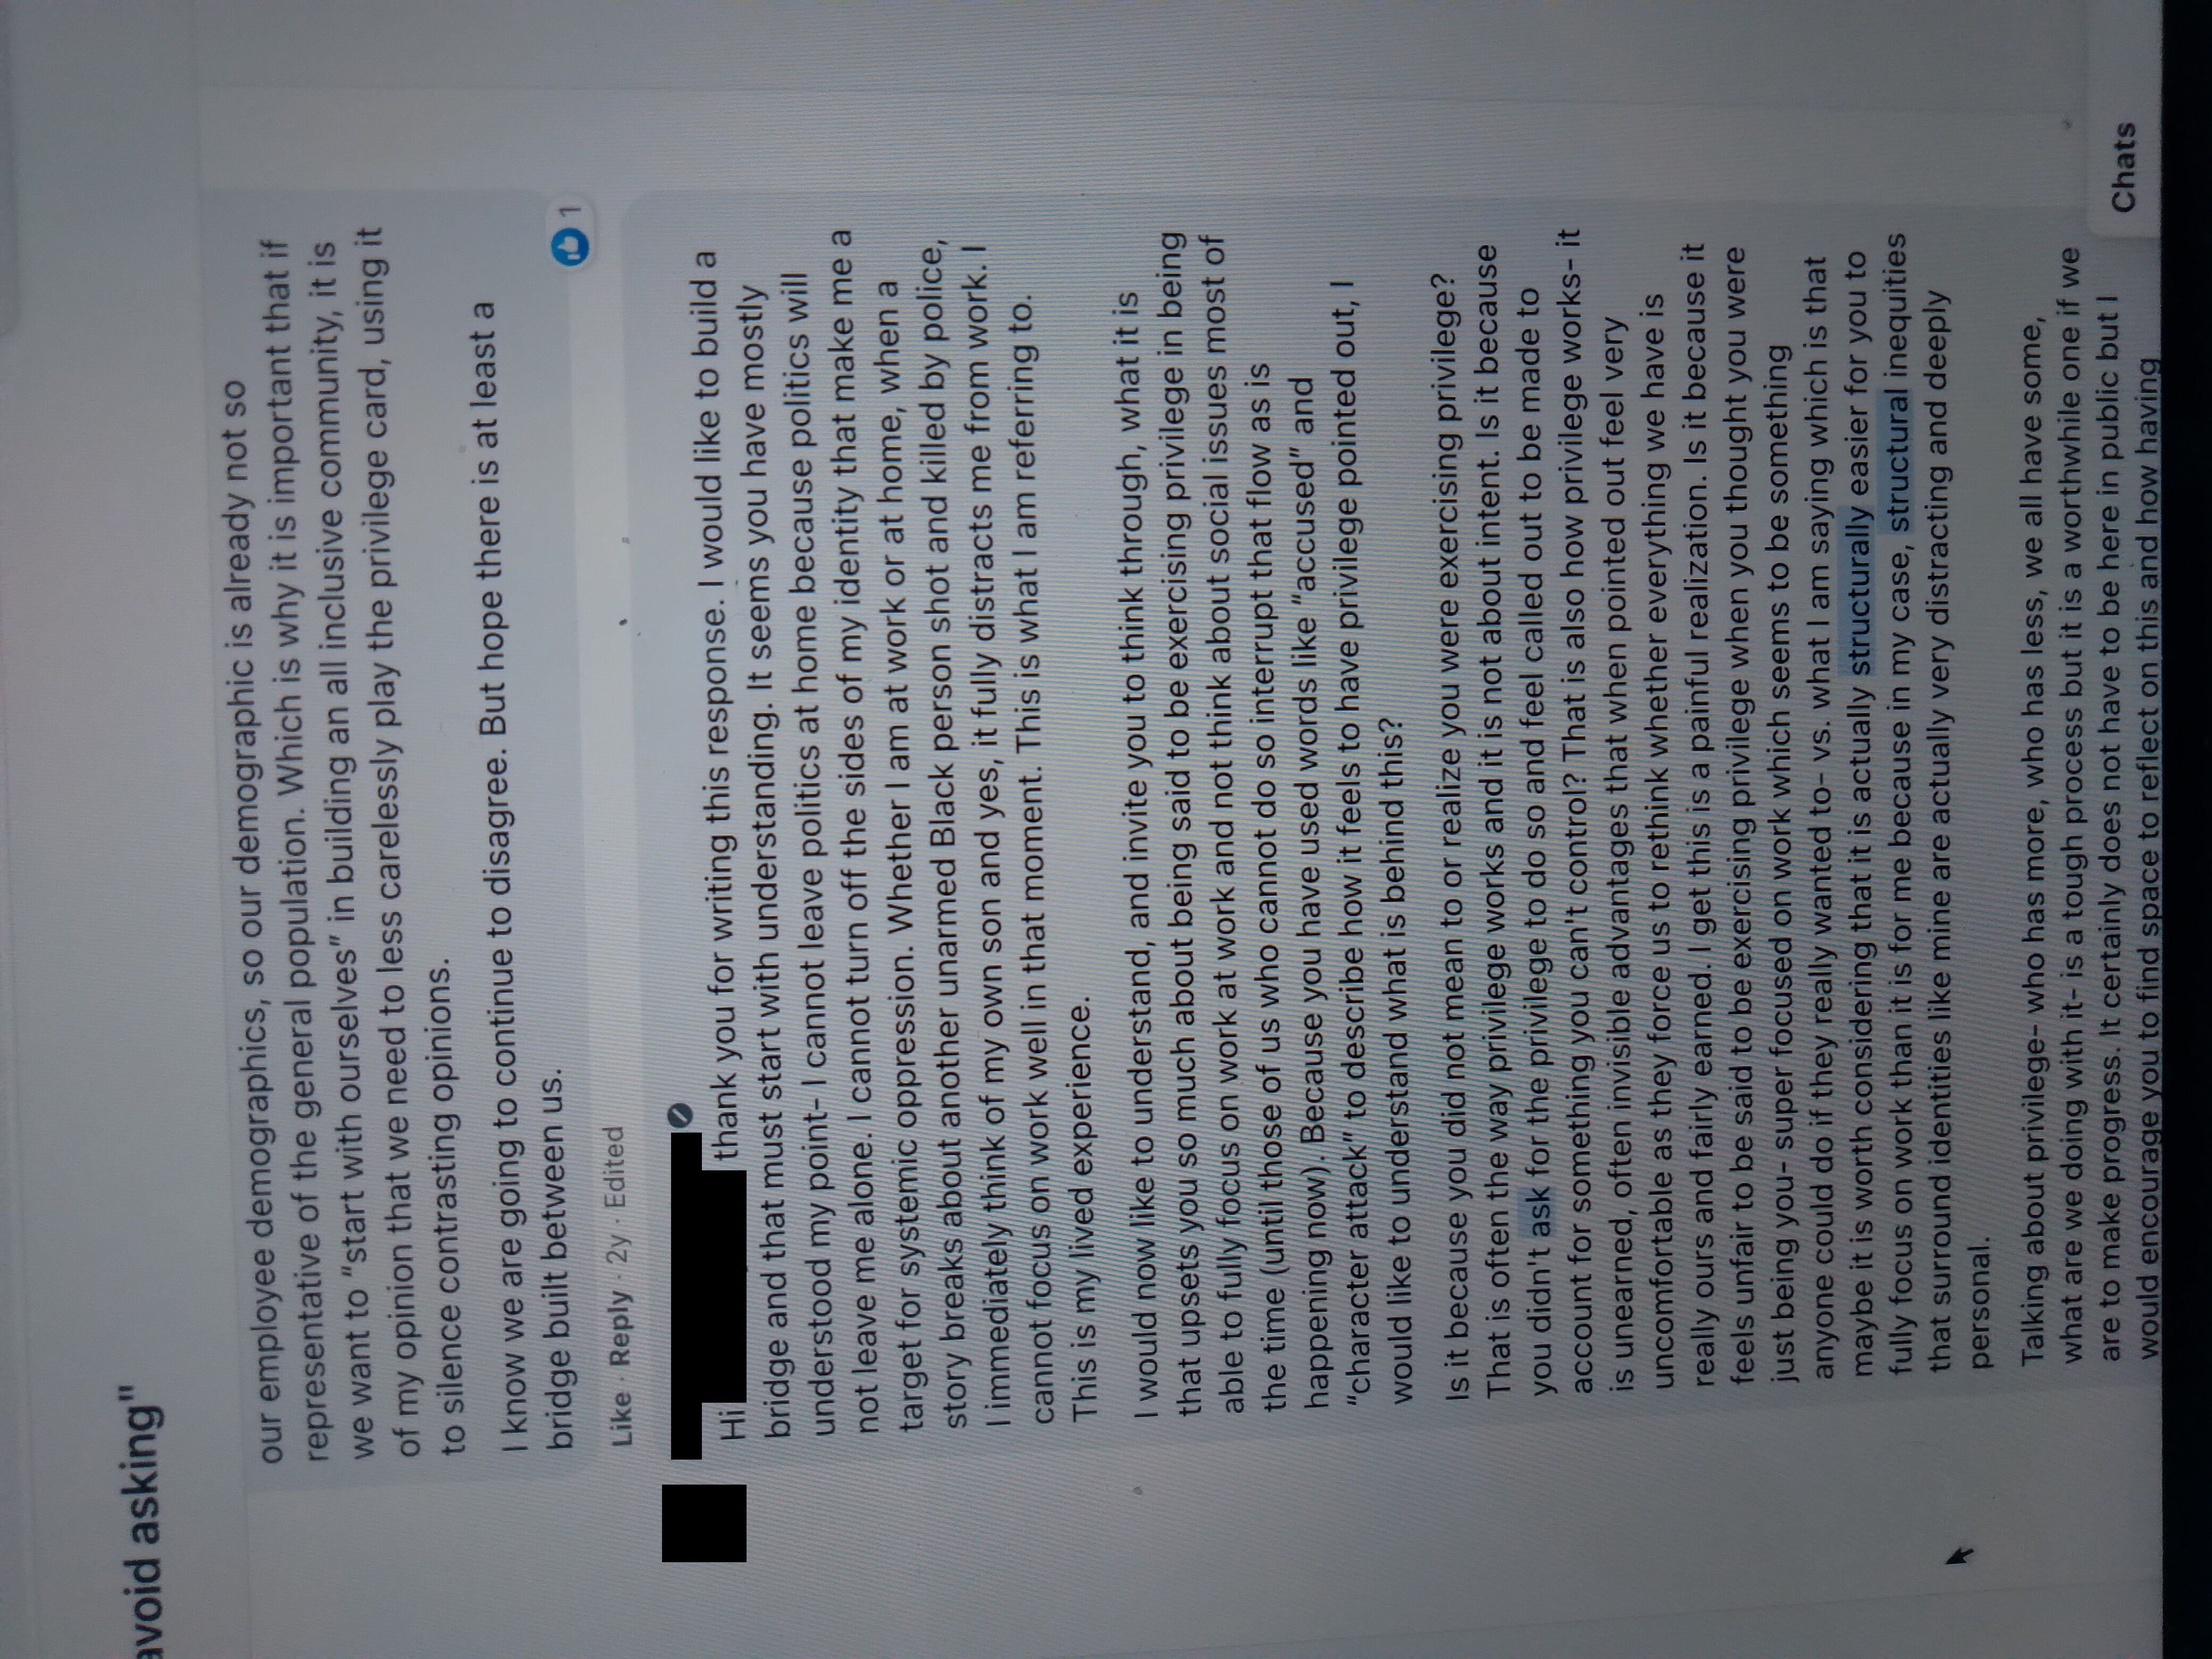 avoid asking"
our employee demographics, so our demographic is already not so
representative of the general population. Which is why it is important that if
we want to "start with ourselves" in building an all inclusive community, it is
of my opinion that we need to less carelessly play the privilege card, using it
to silence contrasting opinions.
I know we are going to continue to disagree. But hope there is at least a
bridge built between us.
1
Like · Reply · 2y · Edited
Hi thank you for writing this response. I would like to build a
bridge and that must start with understanding. It seems you have mostly
understood my point- I cannot leave politics at home because politics will
not leave me alone. I cannot turn off the sides of my identity that make me a
target for systemic oppression. Whether I am at work or at home, when a
story breaks about another unarmed Black person shot and killed by police,
I immediately think of my own son and yes, it fully distracts me from work. I
cannot focus on work well in that moment. This is what I am referring to.
This is my lived experience.
I would now like to understand, and invite you to think through, what it is
that upsets you so much about being said to be exercising privilege in being
able to fully focus on work at work and not think about social issues most of
the time (until those of us who cannot do so interrupt that flow as is
happening now). Because you have used words like "accused" and
"character attack" to describe how it feels to have privilege pointed out, I
would like to understand what is behind this?
Is it because you did not mean to or realize you were exercising privilege?
That is often the way privilege works and it is not about intent. Is it because
you didn't ask for the privilege to do so and feel called out to be made to
account for something you can't control? That is also how privilege works- it
is unearned, often invisible advantages that when pointed out feel very
uncomfortable as they force us to rethink whether everything we have is
really ours and fairly earned. I get this is a painful realization. Is it because it
feels unfair to be said to be exercising privilege when you thought you were
just being you- super focused on work which seems to be something
anyone could do if they really wanted to- vs. what I am saying which is that
maybe it is worth considering that it is actually structurally easier for you to
fully focus on work than it is for me because in my case, structural inequities
that surround identities like mine are actually very distracting and deeply
personal.
Talking about privilege- who has more, who has less, we all have some,
what are we doing with it- is a tough process but it is a worthwhile one if we
are to make progress. It certainly does not have to be here in public but I
would encourage you to find space to reflect on this and how having
Chats